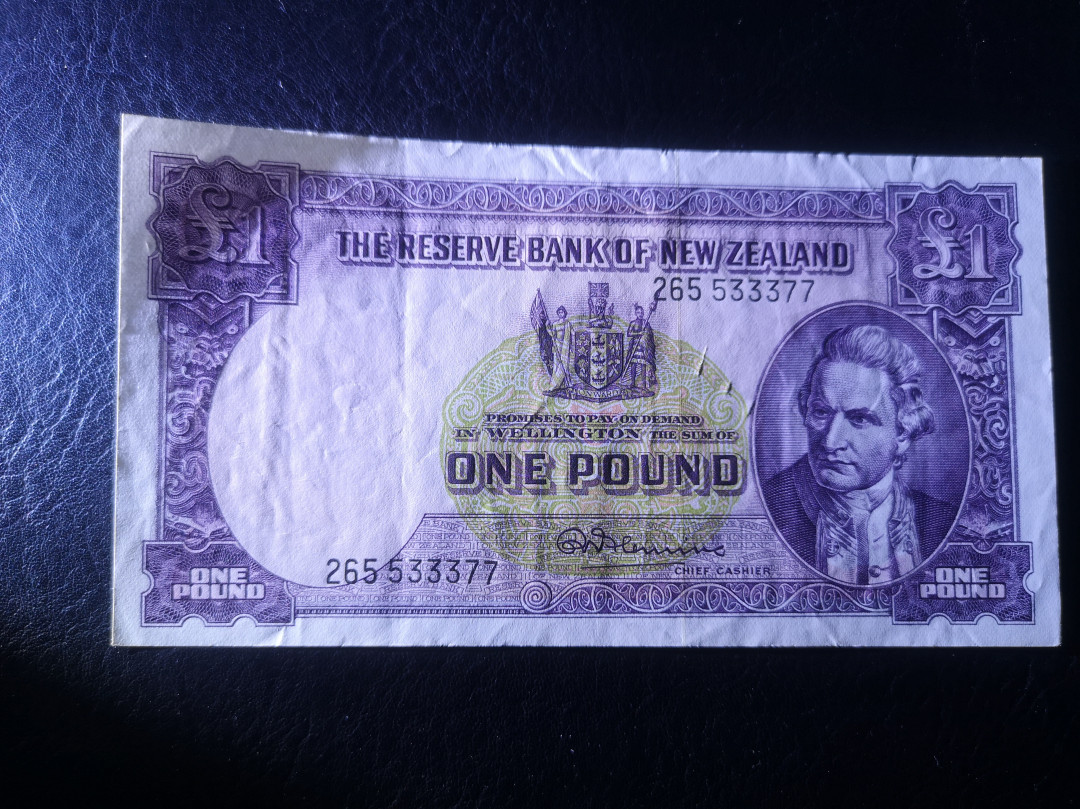 £1
£1
THE RESERVE BANK OF NEW ZEALAND
265 533377
ONWARD
PROMISES TO PAY ON DEMAND
IN WELLINGTON THE SUM OF
ONE POUND
CHIEF CASHIER
265 533377
ONE
POUND
ONE
POUND